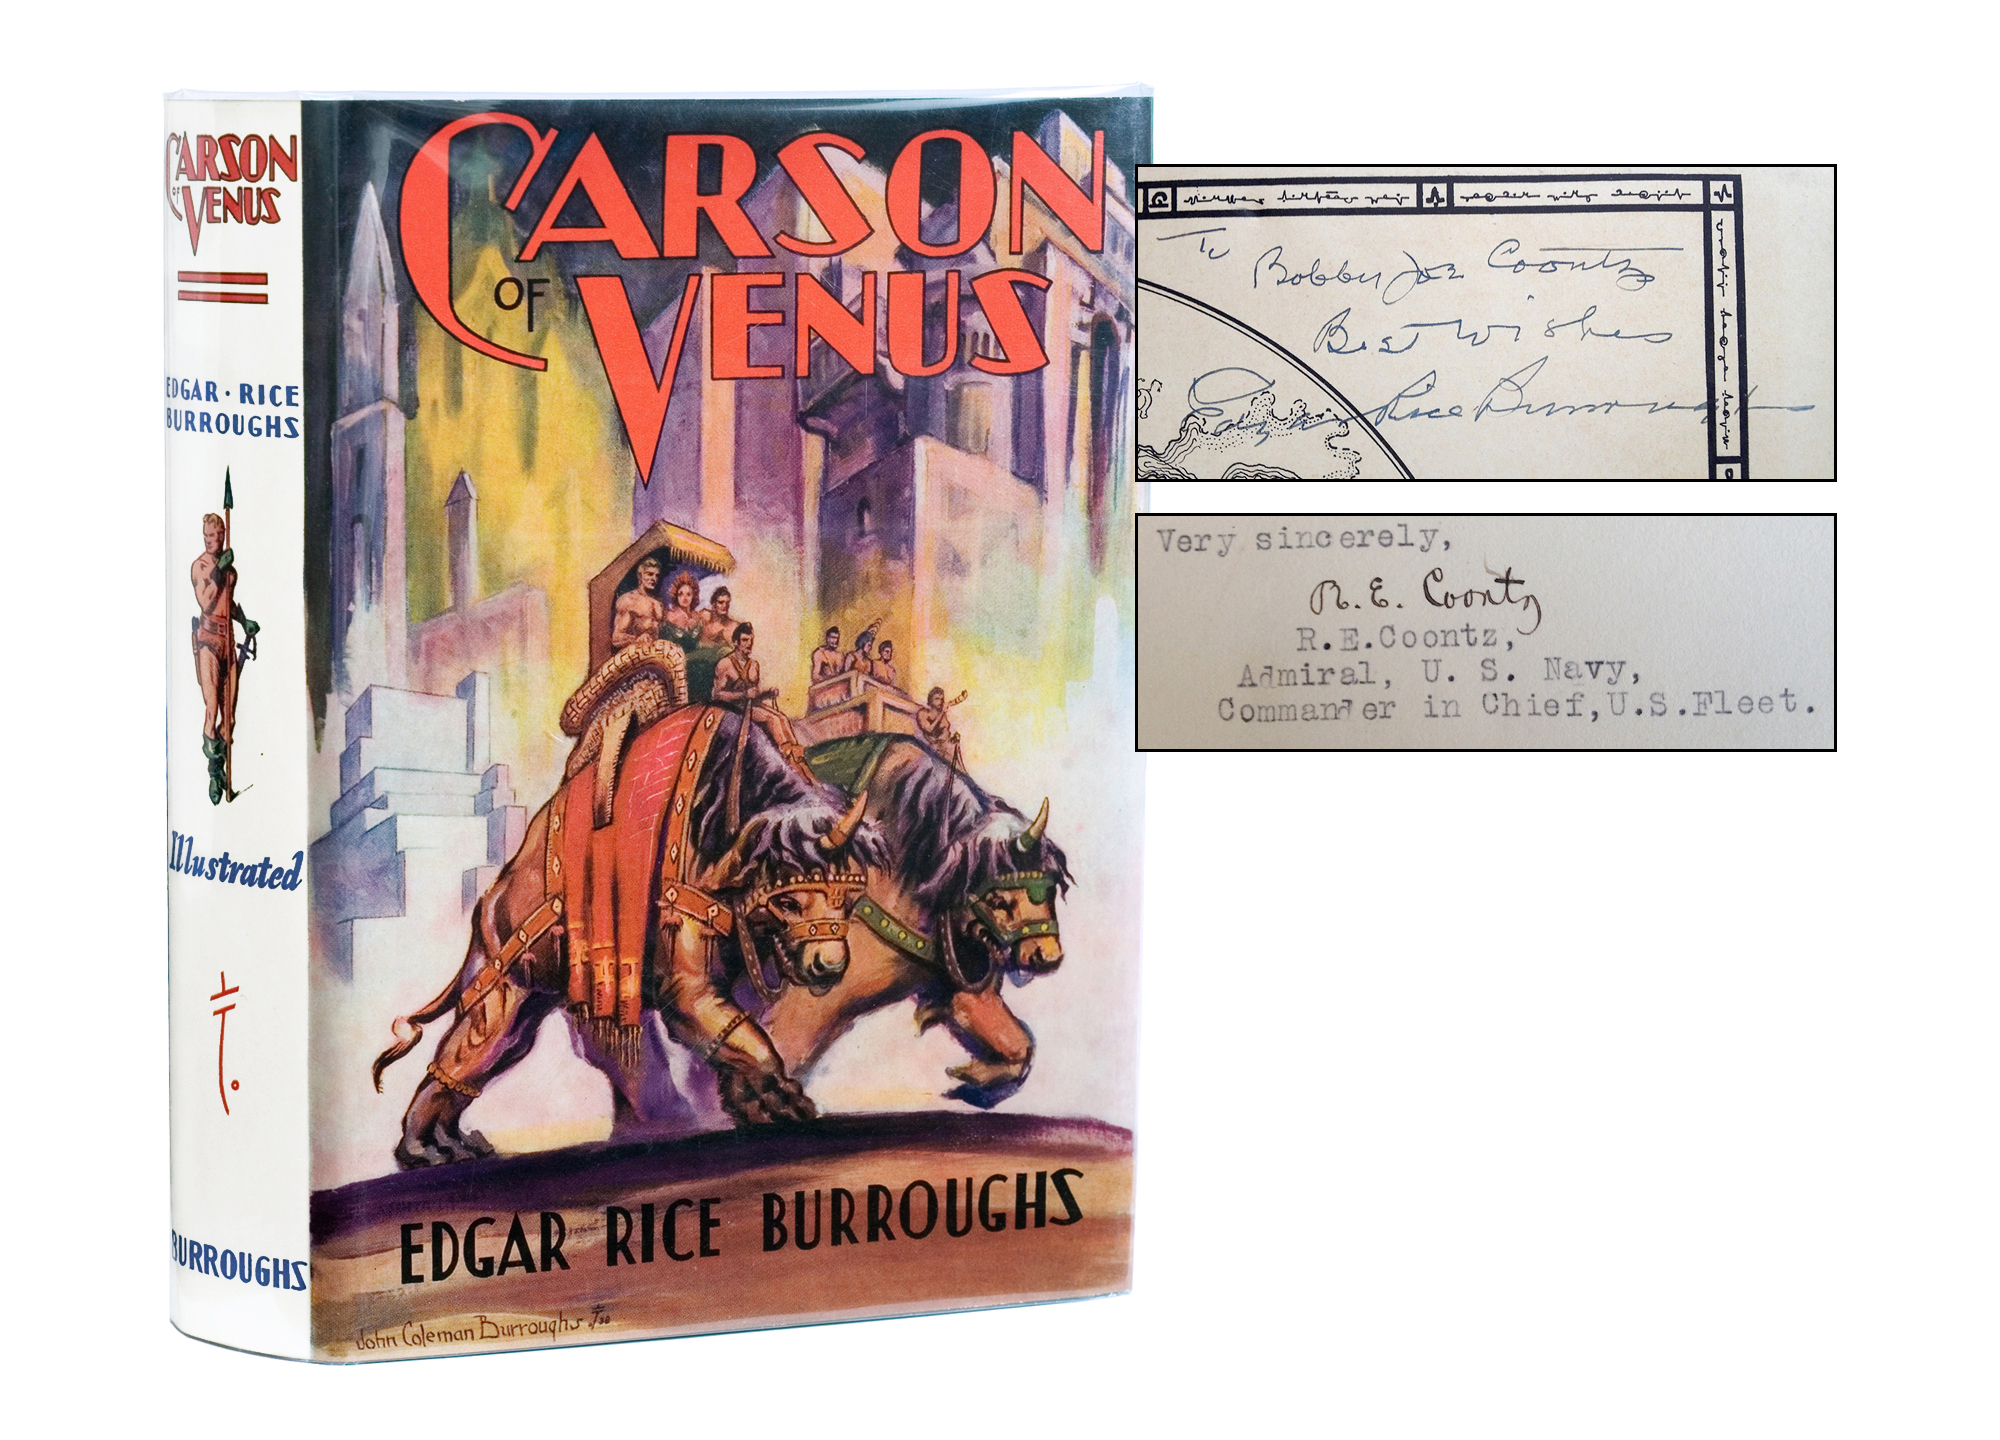 CARSON
OF
VENUS
EDGAR · RICE
BURROUGHS
Illustrated
BURROUGHS
CARSON
OF
VENUS
EDGAR RICE BURROUGHS
John Coleman Burroughs
To Bobby Joe Coontz
Best Wishes
Edgar Rice Burroughs
Very sincerely,
R. E. Coontz
R.E.Coontz,
Admiral, U. S. Navy,
Commander in Chief,U.S.Fleet.